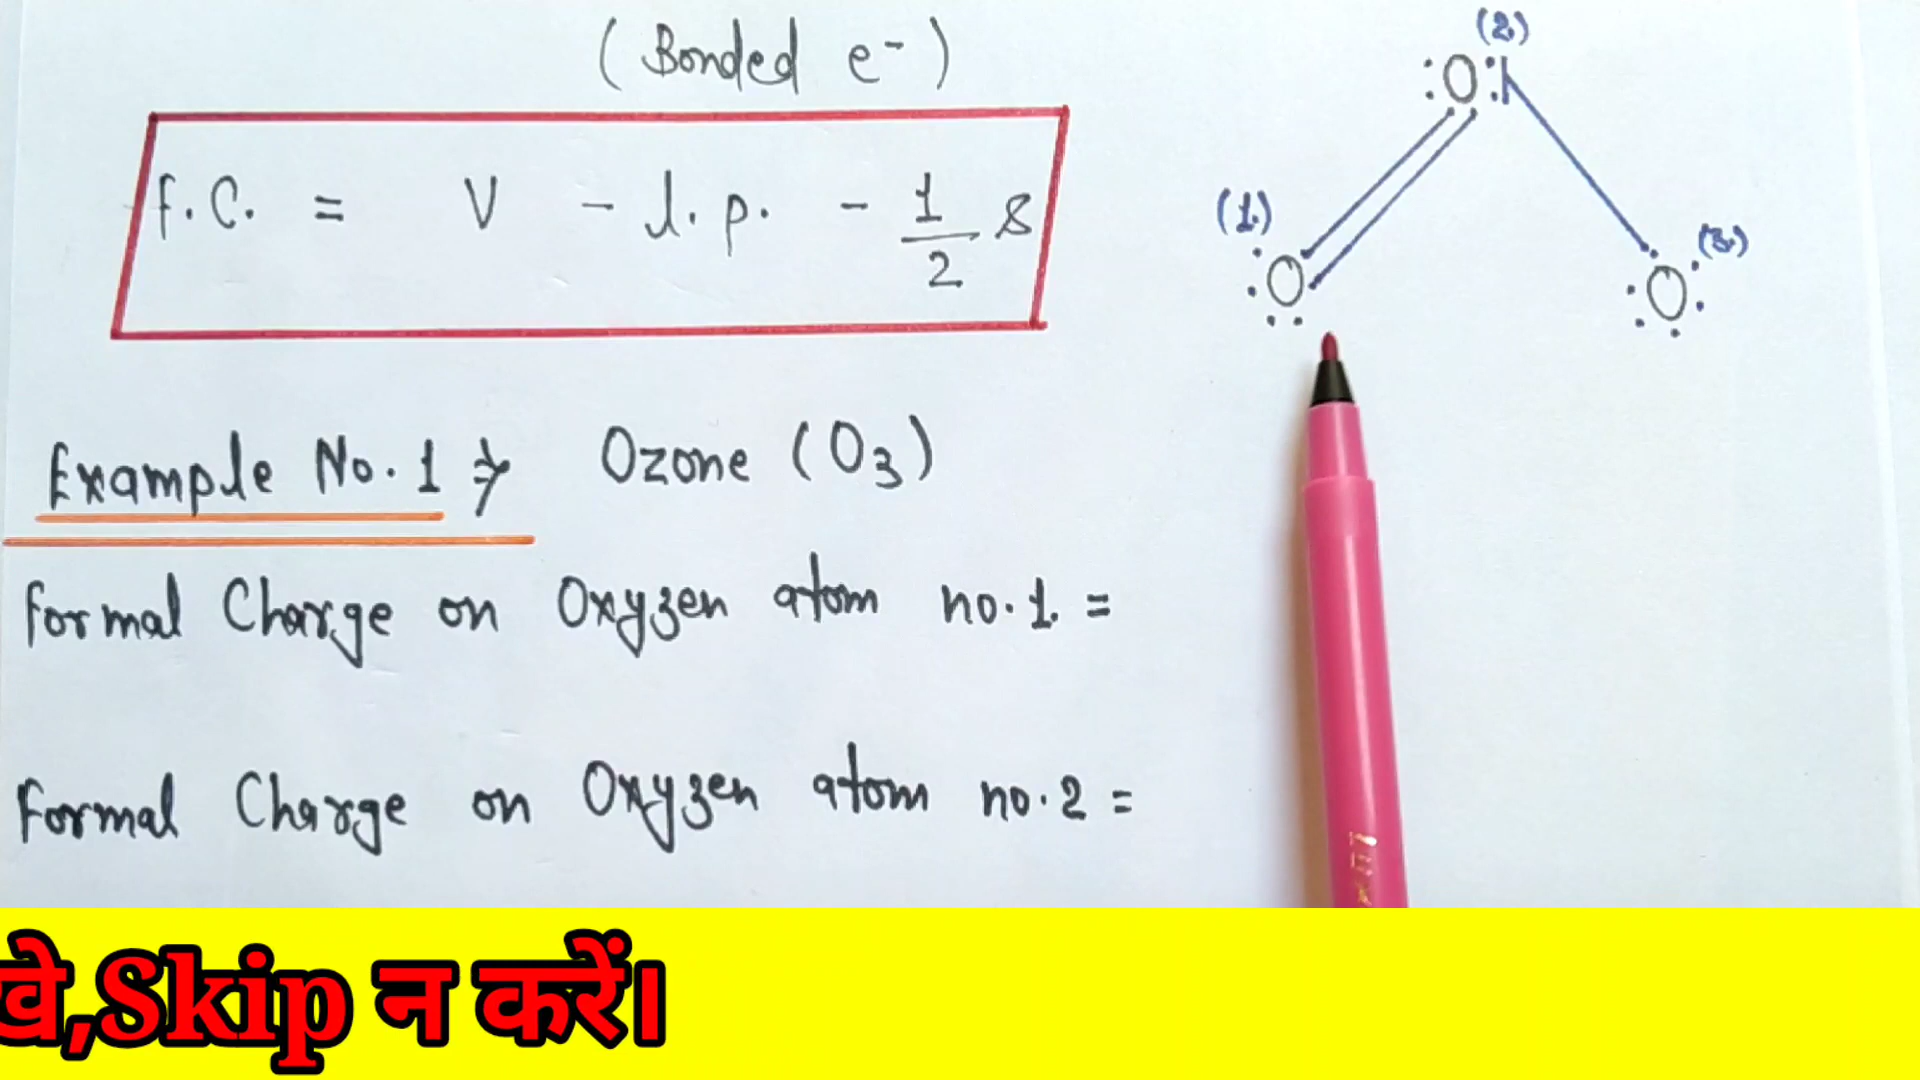 (Bonded e-)
f.C. = V - l.p. - 1/2 s
(2.)
:O:
(1.)
O
(3.)
O
Example No.1 ⇒ Ozone (O3)
Formal Charge on Oxygen atom no.1. =
Formal Charge on Oxygen atom no.2 =
खे,Skip न करें।